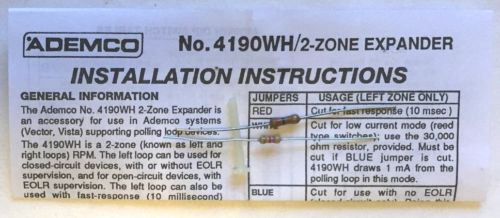 ADEMCO
No. 4190WH/2-ZONE EXPANDER
INSTALLATION INSTRUCTIONS
GENERAL INFORMATION
The Ademco No. 4190WH 2-Zone Expander is
an accessory for use in Ademco systems
(Vector, Vista) supporting polling loop devices.
The 4190WH is a 2-zone (known as left and
right loops) RPM. The left loop can be used for
closed-circuit devices, with or without EOLR
supervision, and for open-circuit devices, with
EOLR supervision. The left loop can also be
used with fast-response (10 millisecond)
JUMPERS USAGE (LEFT ZONE ONLY)
RED Cut for fast response (10 msec)
Cut for low current mode (reed
type switches); use the 30,000
ohm resistor, provided. Must be
cut if BLUE jumper is cut.
4190WH draws 1 mA from the
polling loop in this mode.
BLUE Cut for use with no EOLR